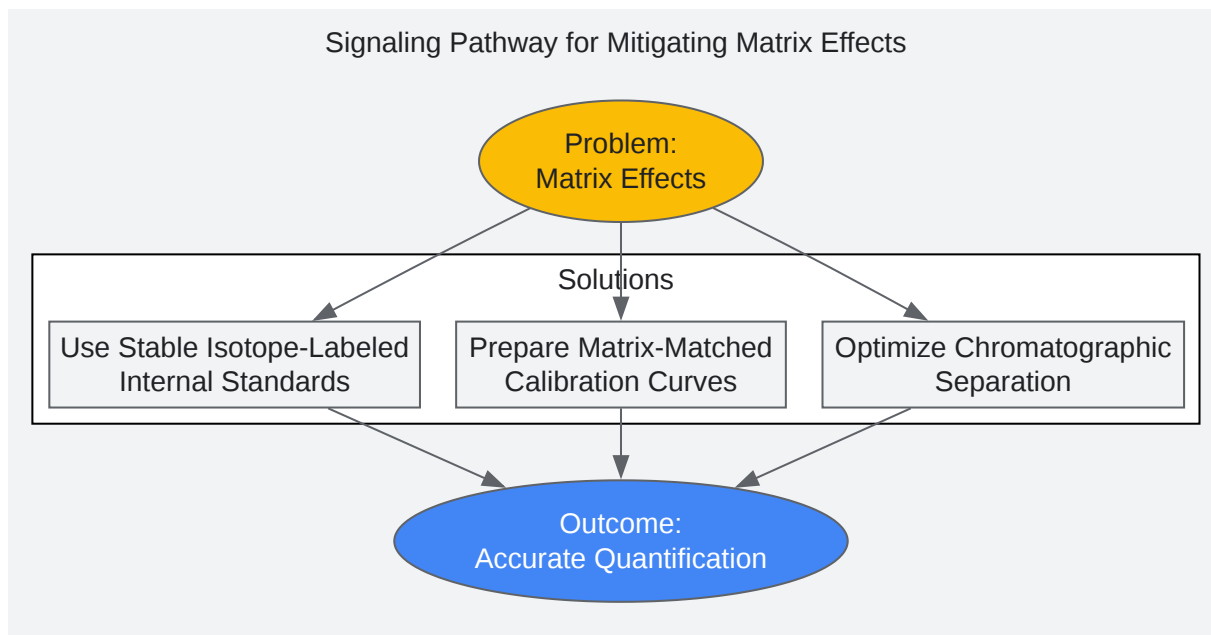 Signaling Pathway for Mitigating Matrix Effects
Problem:
Matrix Effects
Solutions
Use Stable Isotope-Labeled
Internal Standards
Prepare Matrix-Matched
Calibration Curves
Optimize Chromatographic
Separation
Outcome:
Accurate Quantification